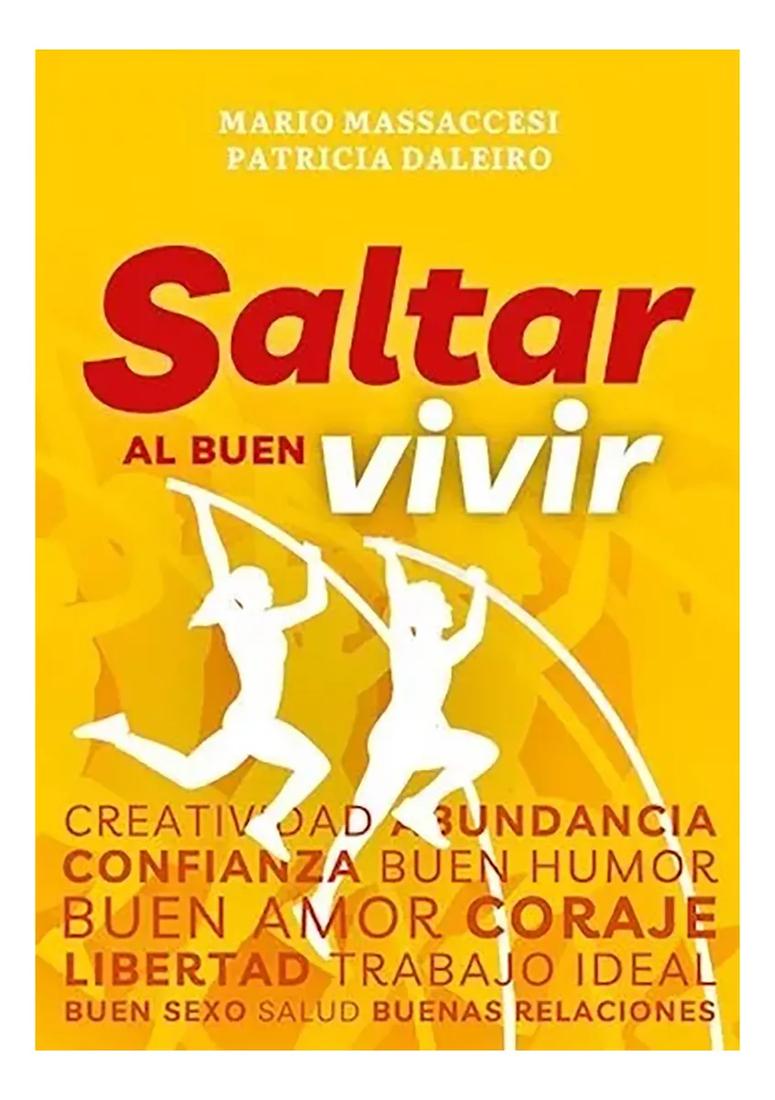 MARIO MASSACCESI
PATRICIA DALEIRO
Saltar
AL BUEN vivir
CREATIVIDAD ABUNDANCIA
CONFIANZA BUEN HUMOR
BUEN AMOR CORAJE
LIBERTAD TRABAJO IDEAL
BUEN SEXO SALUD BUENAS RELACIONES